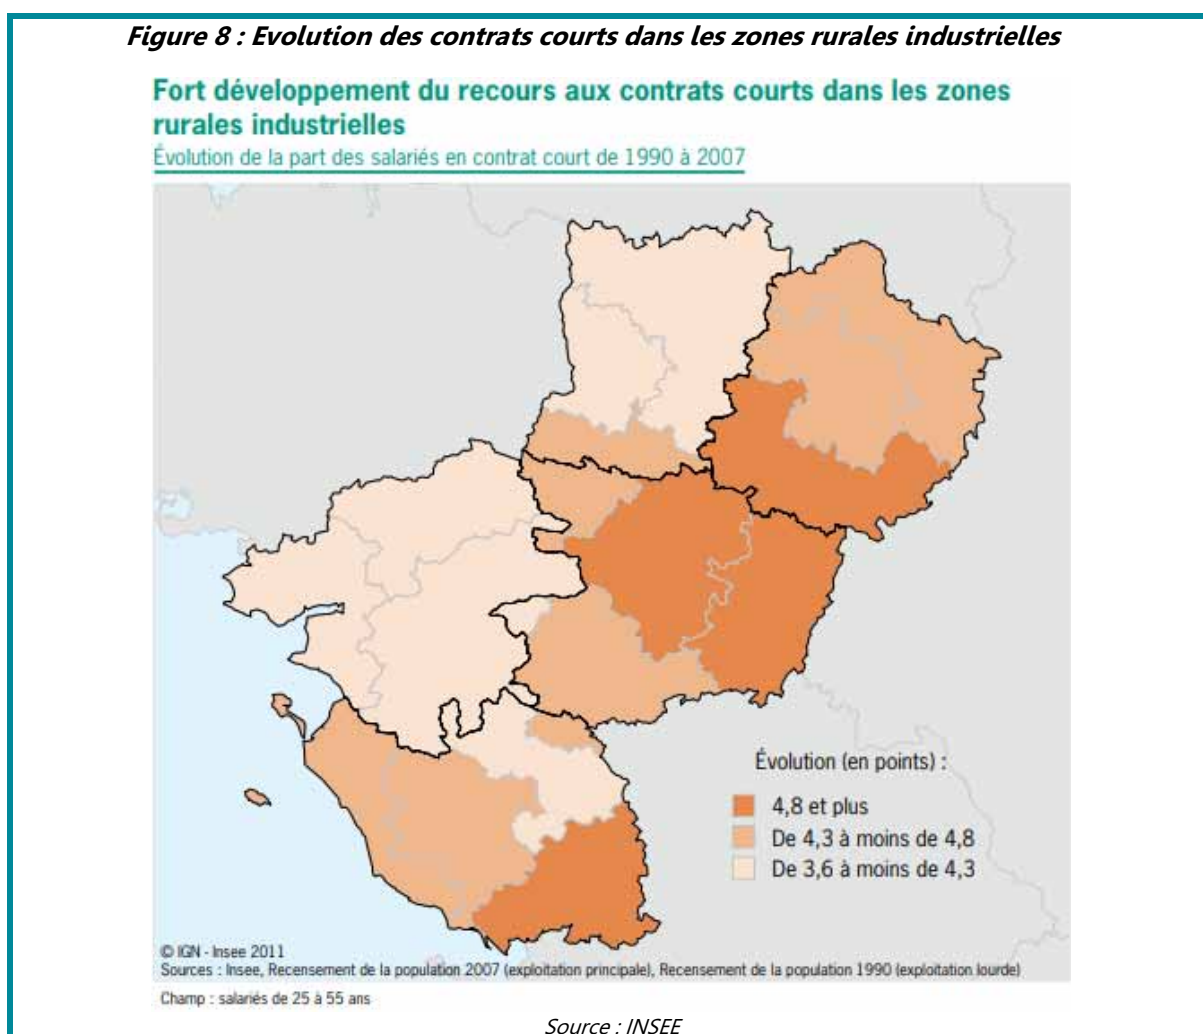 Figure 8 : Evolution des contrats courts dans les zones rurales industrielles
Fort développement du recours aux contrats courts dans les zones
rurales industrielles
Évolution de la part des salariés en contrat court de 1990 à 2007
Évolution (en points) :
4,8 et plus
De 4,3 à moins de 4,8
De 3,6 à moins de 4,3
© IGN - Insee 2011
Sources : Insee, Recensement de la population 2007 (exploitation principale), Recensement de la population 1990 (exploitation lourde)
Champ : salariés de 25 à 55 ans
Source : INSEE